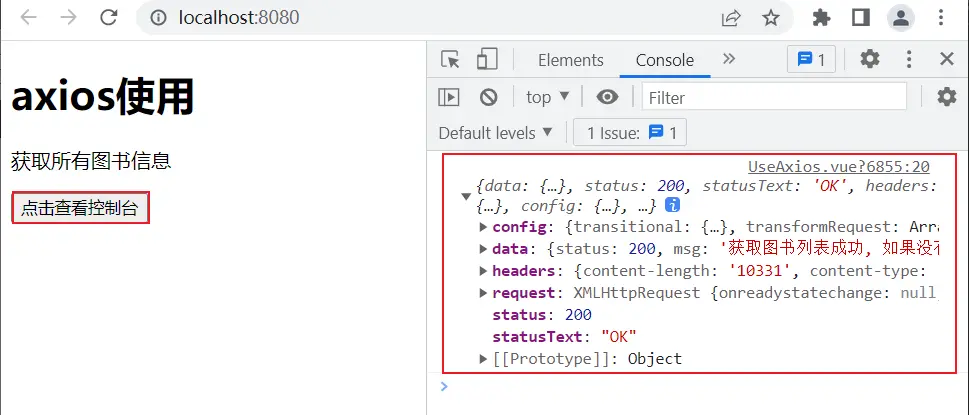 localhost:8080
axios使用
获取所有图书信息
点击查看控制台
Elements Console 1
top Filter
Default levels 1 Issue: 1
UseAxios.vue?6855:20
{data: {…}, status: 200, statusText: 'OK', headers:
{…}, config: {…}, …}
config: {transitional: {…}, transformRequest: Arra
data: {status: 200, msg: '获取图书列表成功, 如果没有
headers: {content-length: '10331', content-type:
request: XMLHttpRequest {onreadystatechange: null,
status: 200
statusText: "OK"
[[Prototype]]: Object